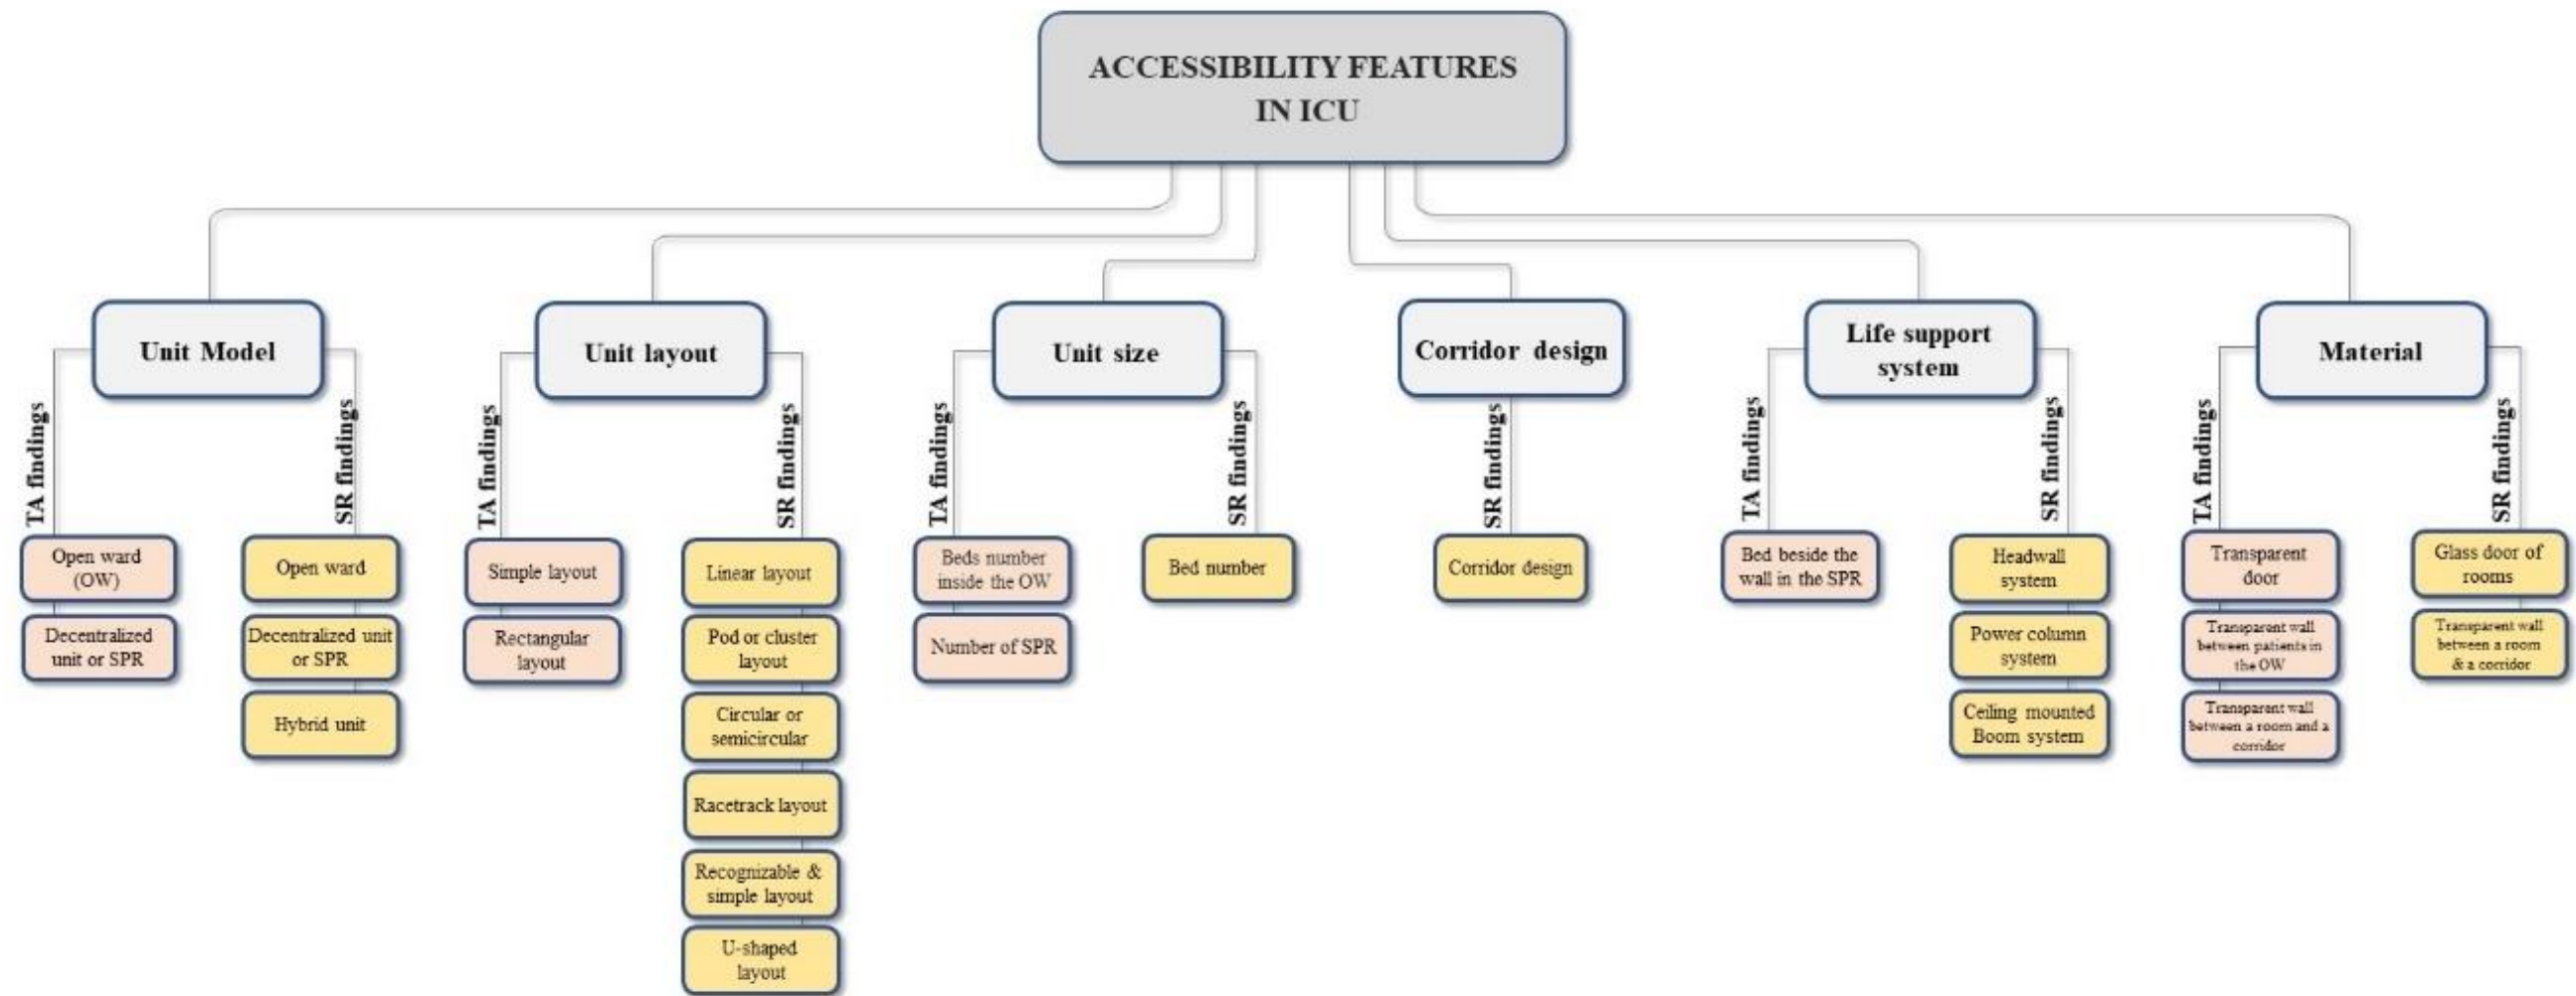 ACCESSIBILITY FEATURES
IN ICU
Unit Model
TA findings
Open ward
(OW)
Decentralized
unit or SPR
SR findings
Open ward
Decentralized unit
or SPR
Hybrid unit
Unit layout
TA findings
Simple layout
Rectangular
layout
SR findings
Linear layout
Pod or cluster
layout
Circular or
semicircular
Racetrack layout
Recognizable &
simple layout
U-shaped
layout
Unit size
TA findings
Beds number
inside the OW
Number of SPR
SR findings
Bed number
Corridor design
SR findings
Corridor design
Life support
system
TA findings
Bed beside the
wall in the SPR
SR findings
Headwall
system
Power column
system
Ceiling mounted
Boom system
Material
TA findings
Transparent
door
Transparent wall
between patients in
the OW
Transparent wall
between a room and a
corridor
SR findings
Glass door of
rooms
Transparent wall
between a room
& a corridor